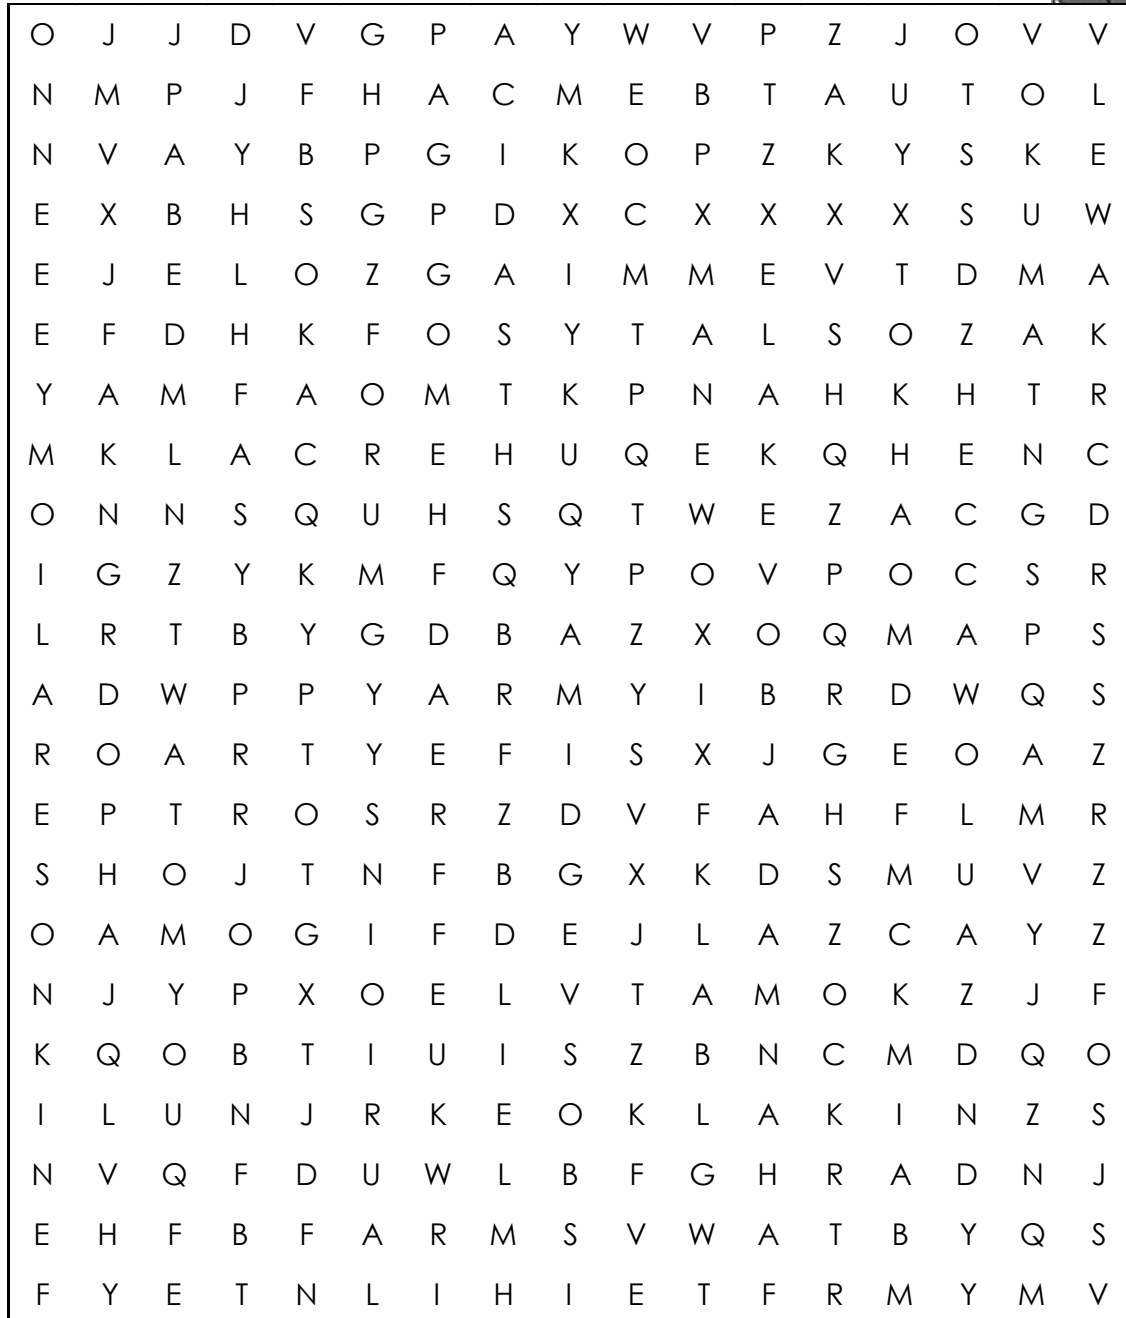 O J J D V G P A Y W V P Z J O V V
N M P J F H A C M E B T A U T O L
N V A Y B P G I K O P Z K Y S K E
E X B H S G P D X C X X X X S U W
E J E L O Z G A I M M E V T D M A
E F D H K F O S Y T A L S O Z A K
Y A M F A O M T K P N A H K H T R
M K L A C R E H U Q E K Q H E N C
O N N S Q U H S Q T W E Z A C G D
I G Z Y K M F Q Y P O V P O C S R
L R T B Y G D B A Z X O Q M A P S
A D W P P Y A R M Y I B R D W Q S
R O A R T Y E F I S X J G E O A Z
E P T R O S R Z D V F A H F L M R
S H O J T N F B G X K D S M U V Z
O A M O G I F D E J L A Z C A Y Z
N J Y P X O E L V T A M O K Z J F
K Q O B T I U I S Z B N C M D Q O
I L U N J R K E O K L A K I N Z S
N V Q F D U W L B F G H R A D N J
E H F B F A R M S V W A T B Y Q S
F Y E T N L I H I E T F R M Y M V